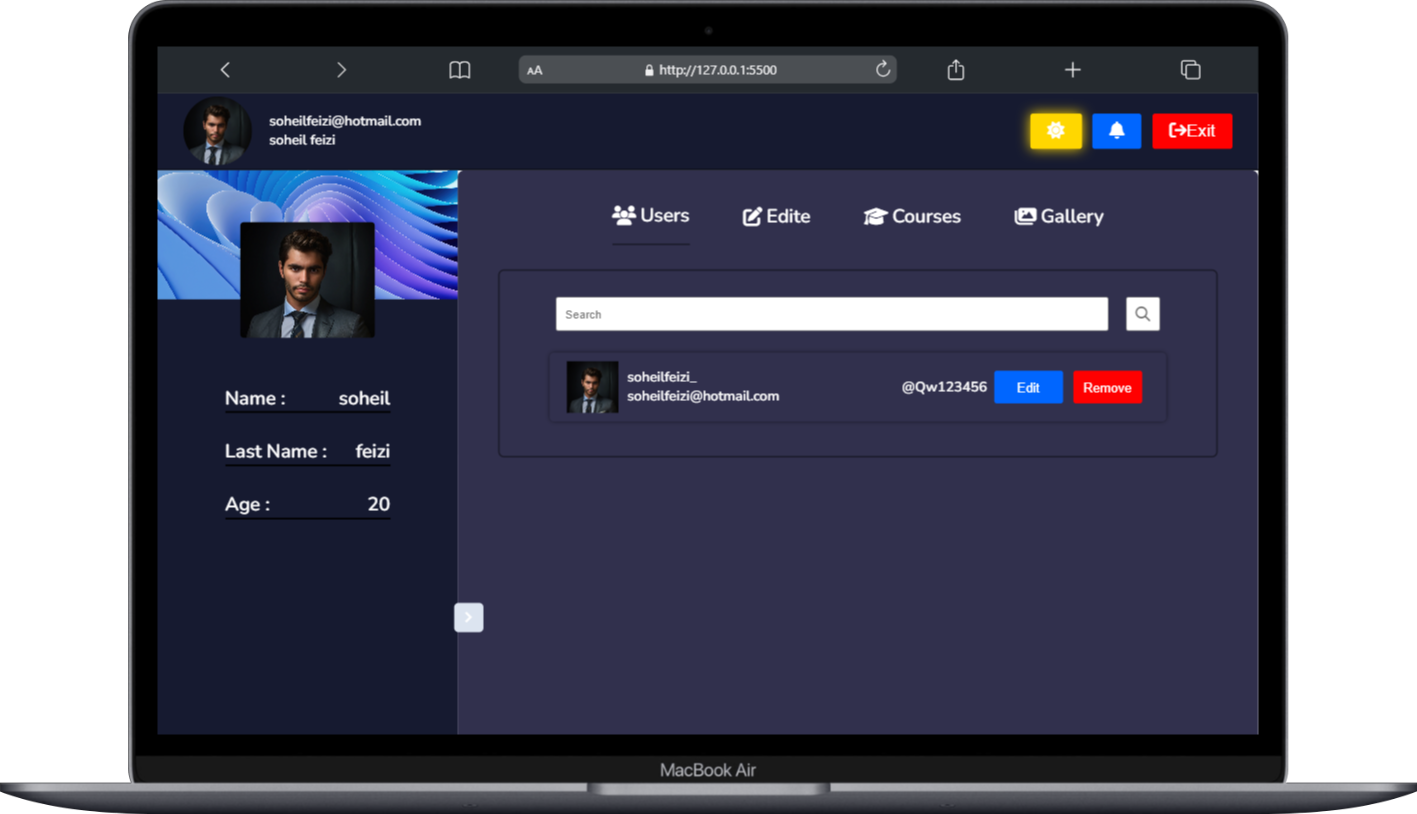 AA
http://127.0.0.1:5500
soheilfeizi@hotmail.com
soheil feizi
Exit
Users
Edite
Courses
Gallery
Search
soheilfeizi_
soheilfeizi@hotmail.com
@Qw123456
Edit
Remove
Name : soheil
Last Name : feizi
Age : 20
MacBook Air